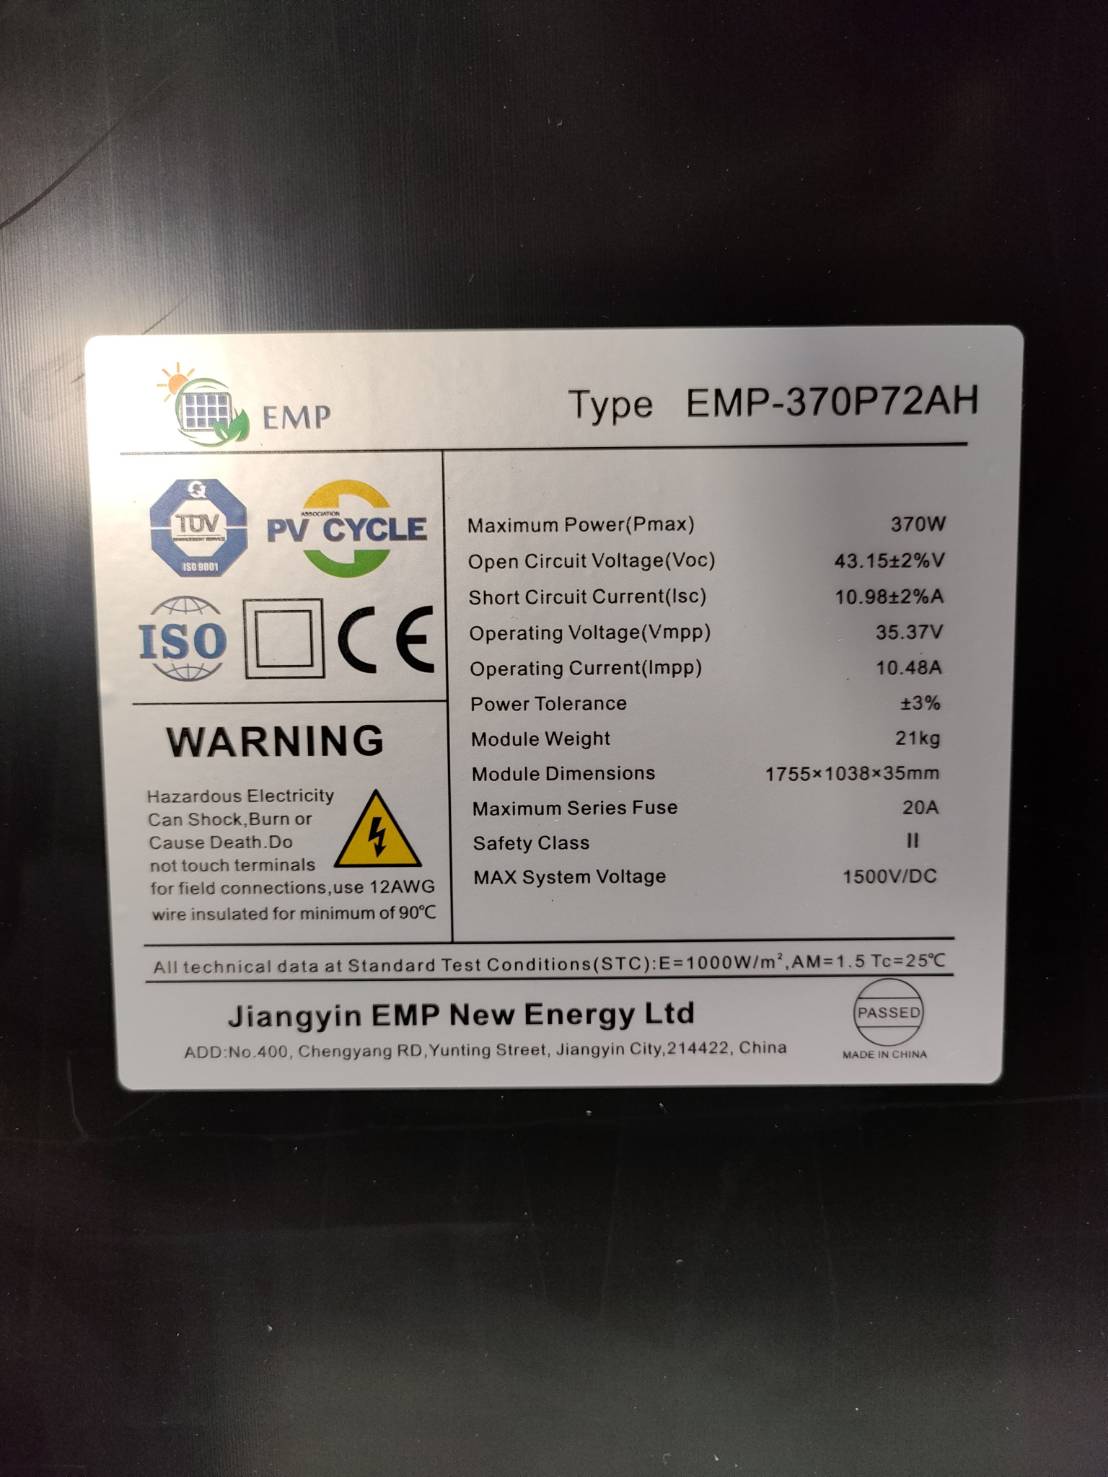 EMP
Type EMP-370P72AH
Q
TÜV
MANAGEMENT SERVICE
ISO 9001
ASSOCIATION
PV CYCLE
ISO
CE
WARNING
Hazardous Electricity
Can Shock,Burn or
Cause Death.Do
not touch terminals
for field connections,use 12AWG
wire insulated for minimum of 90℃
Maximum Power(Pmax) 370W
Open Circuit Voltage(Voc) 43.15±2%V
Short Circuit Current(Isc) 10.98±2%A
Operating Voltage(Vmpp) 35.37V
Operating Current(Impp) 10.48A
Power Tolerance ±3%
Module Weight 21kg
Module Dimensions 1755×1038×35mm
Maximum Series Fuse 20A
Safety Class II
MAX System Voltage 1500V/DC
All technical data at Standard Test Conditions(STC):E=1000W/m²,AM=1.5 Tc=25℃
Jiangyin EMP New Energy Ltd
ADD:No.400, Chengyang RD,Yunting Street, Jiangyin City,214422, China
PASSED
MADE IN CHINA